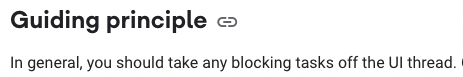 Guiding principle
In general, you should take any blocking tasks off the UI thread.